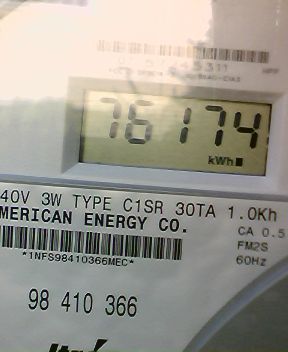 76174
kWh
40V 3W TYPE C1SR 30TA 1.0Kh
MERICAN ENERGY CO.
CA 0.5
FM2S
60Hz
*1NFS98410366MEC*
98 410 366